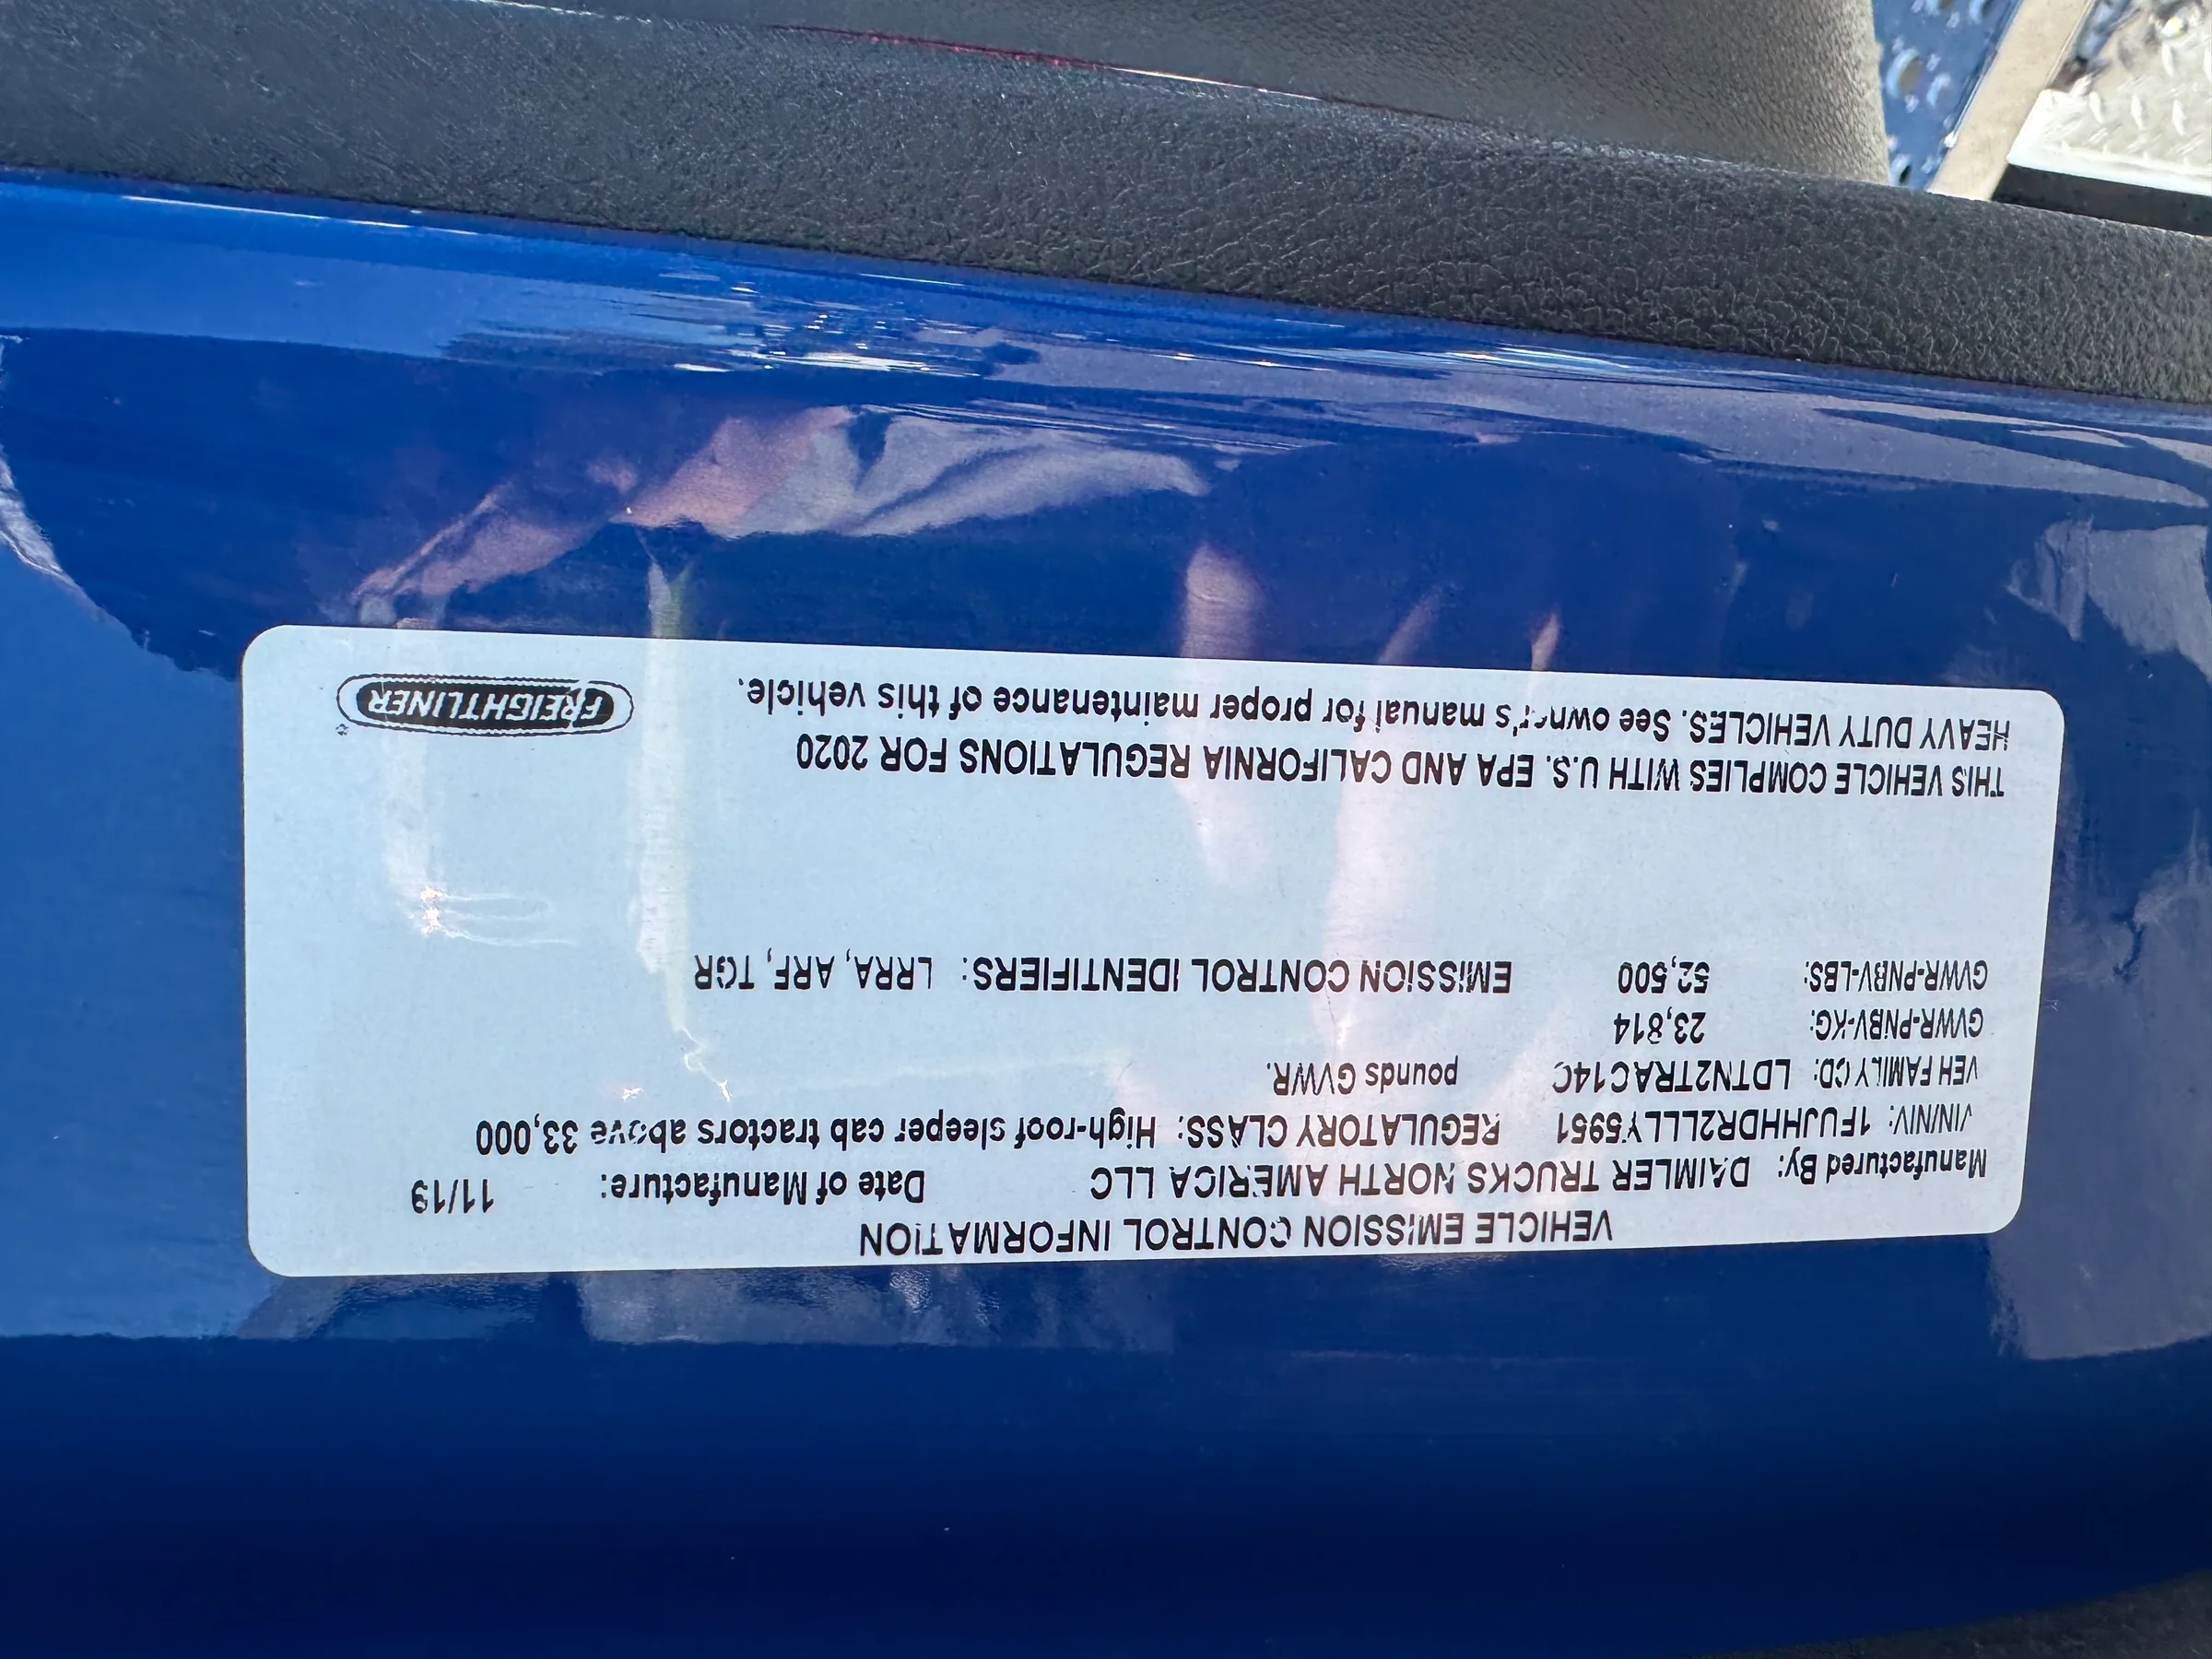 VEHICLE EMISSION CONTROL INFORMATION
Manufactured By: DAIMLER TRUCKS NORTH AMERICA LLC Date of Manufacture: 11/19
VIN/NIV: 1FUJHHDR2LLLY5951 REGULATORY CLASS: High-roof sleeper cab tractors above 33,000
VEH FAMILY CD: LDTN2TRAC14C pounds GVWR.
GVWR-PNBV-KG: 23,814
GVWR-PNBV-LBS: 52,500 EMISSION CONTROL IDENTIFIERS: LRRA, ARF, TGR
THIS VEHICLE COMPLIES WITH U.S. EPA AND CALIFORNIA REGULATIONS FOR 2020
HEAVY DUTY VEHICLES. See owner's manual for proper maintenance of this vehicle.
FREIGHTLINER®